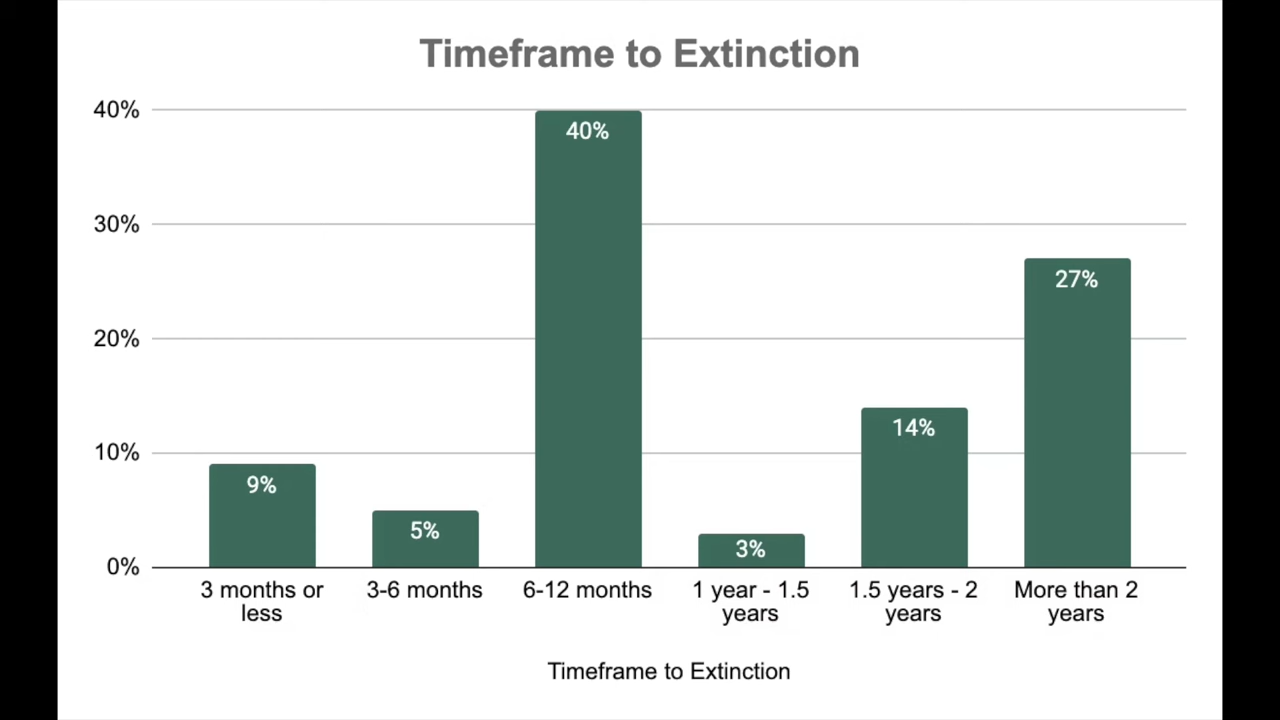 Timeframe to Extinction
40%
30%
20%
10%
0%
9%
5%
40%
3%
14%
27%
3 months or
less
3-6 months
6-12 months
1 year - 1.5
years
1.5 years - 2
years
More than 2
years
Timeframe to Extinction